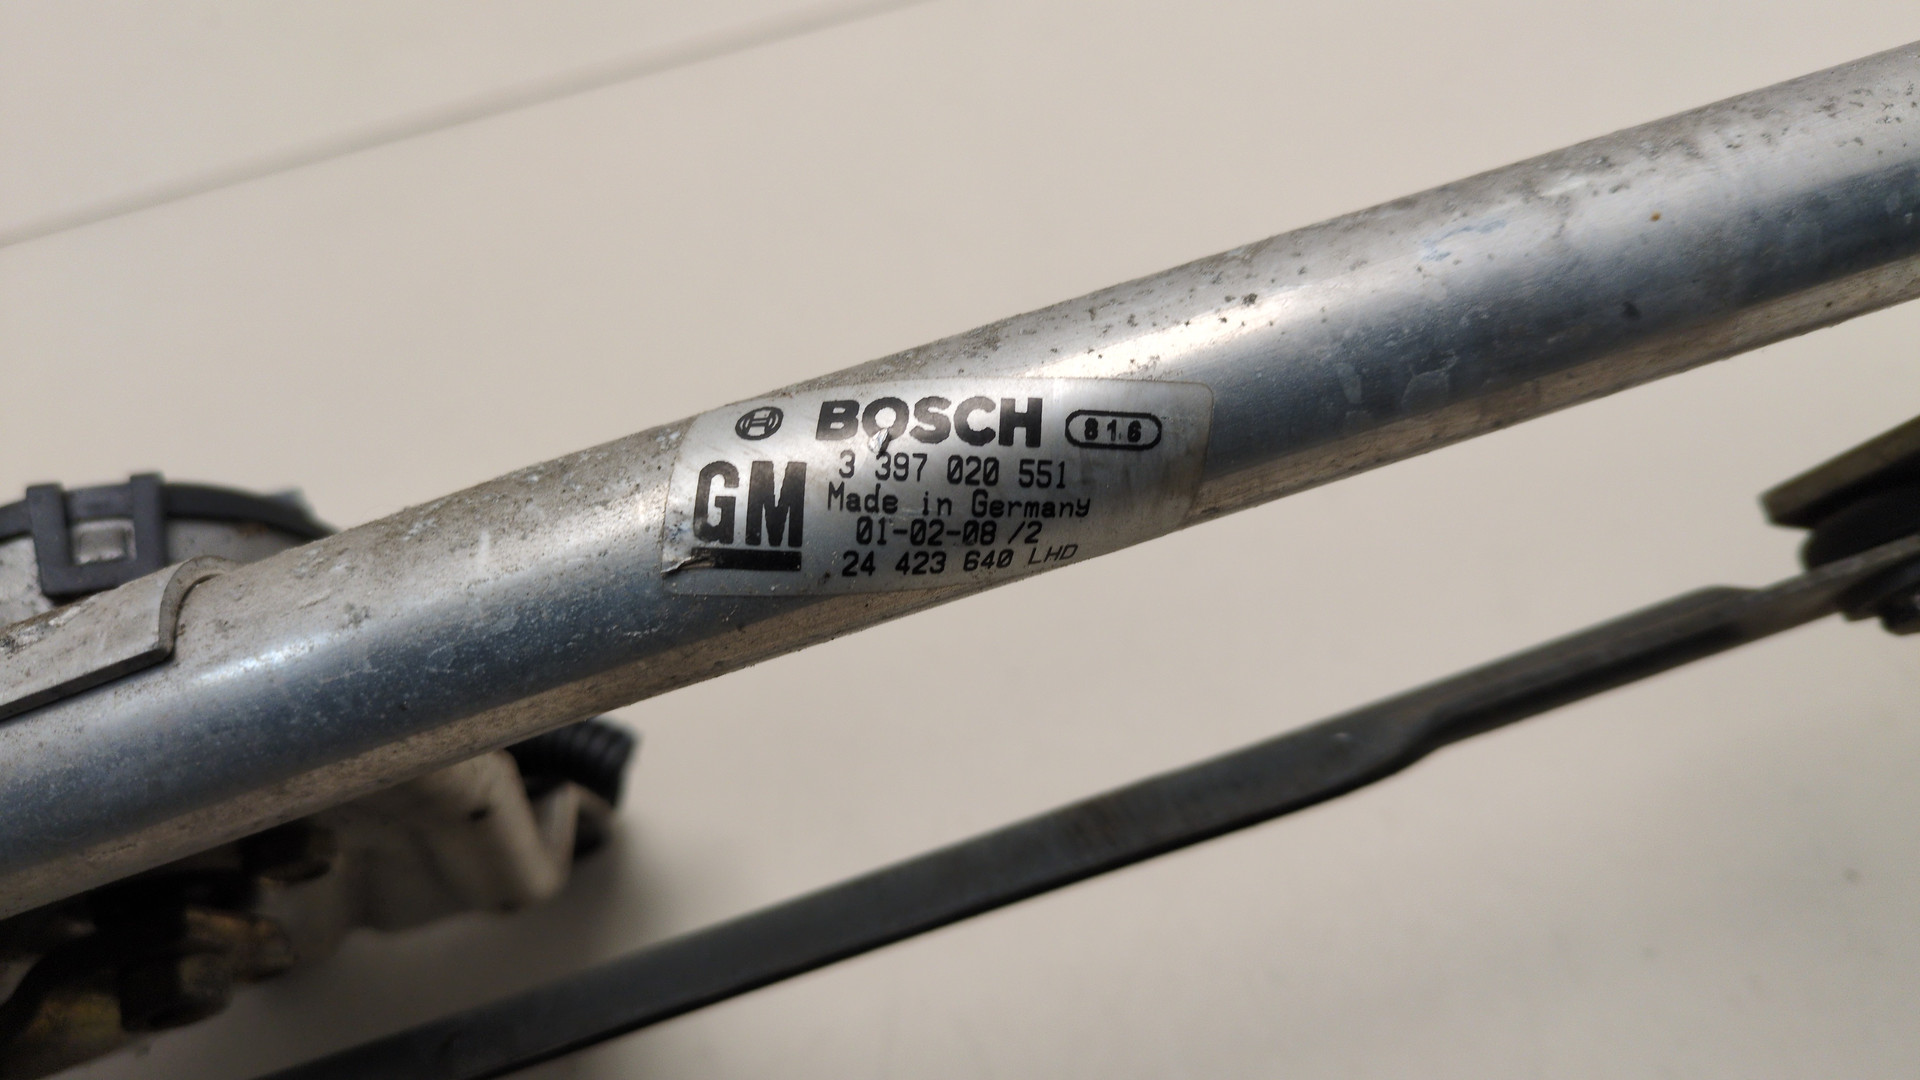 BOSCH 816
GM
3 397 020 551
Made in Germany
01-02-08 /2
24 423 640 LHD